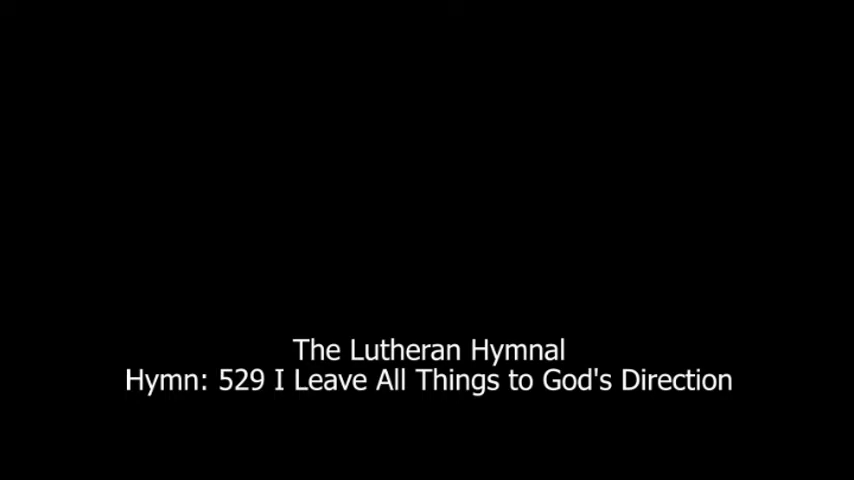 The Lutheran Hymnal
Hymn: 529 I Leave All Things to God's Direction